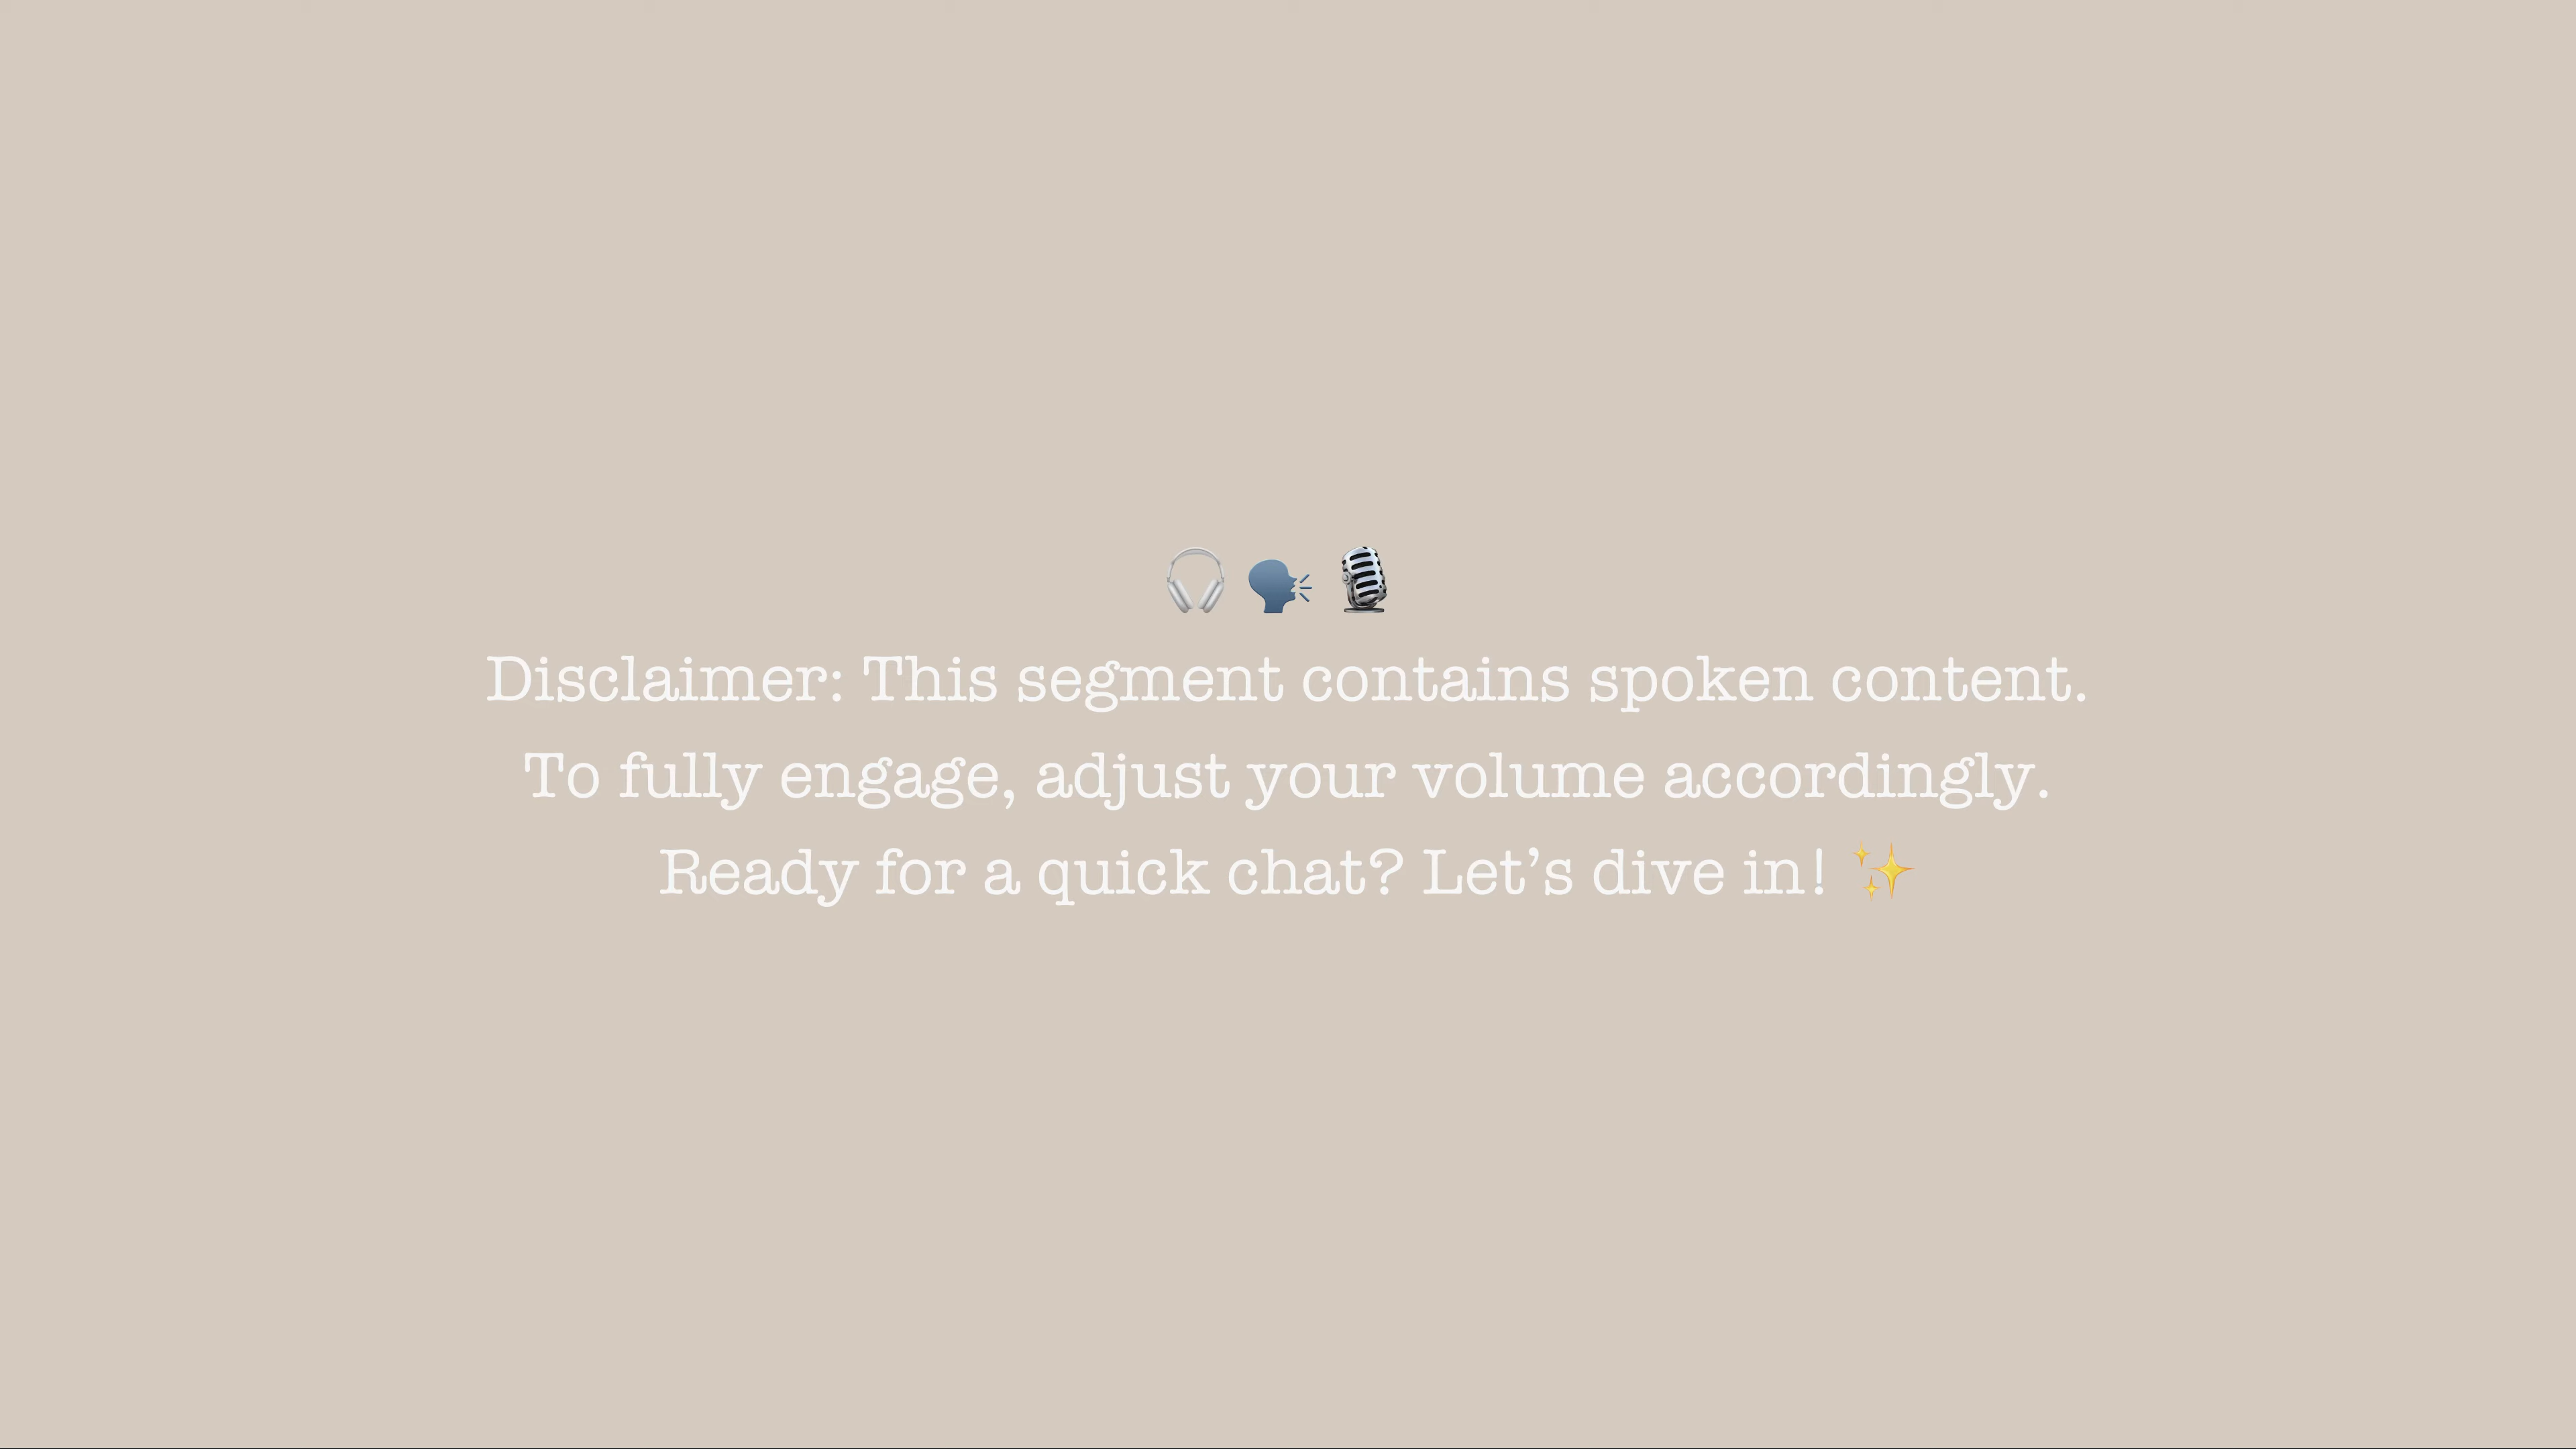 🎧 🗣️ 🎙️
Disclaimer: This segment contains spoken content.
To fully engage, adjust your volume accordingly.
Ready for a quick chat? Let’s dive in! ✨